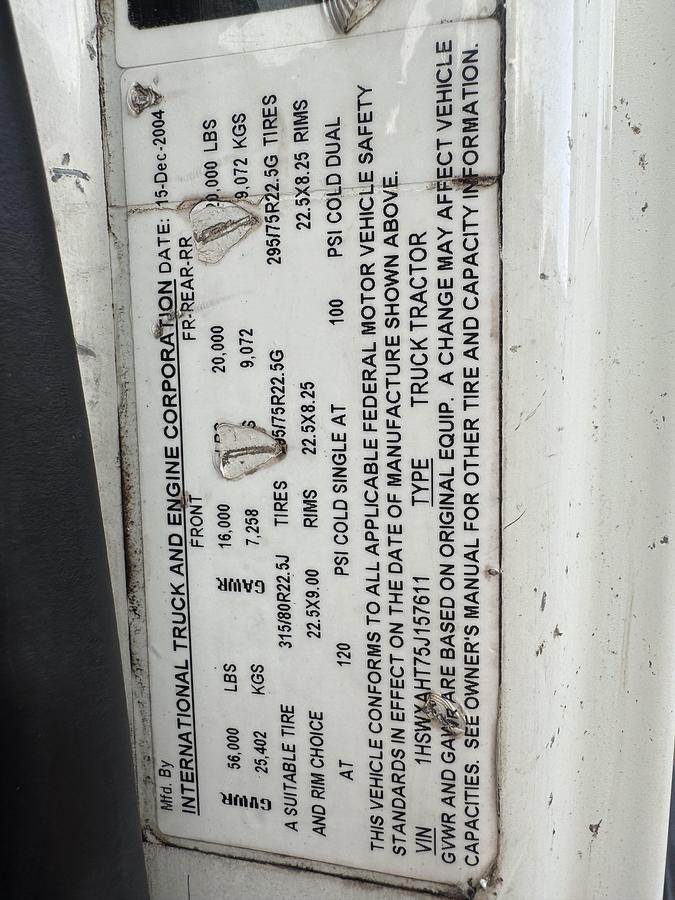 Mfd. By
INTERNATIONAL TRUCK AND ENGINE CORPORATION DATE: 15-Dec-2004
FRONT FR-REAR-RR
GVWR 56,000 LBS GAWR 16,000 20,000 LBS
25,402 KGS 7,258 9,072 9,072 KGS
A SUITABLE TIRE 315/80R22.5J TIRES 295/75R22.5G TIRES
AND RIM CHOICE 22.5X9.00 RIMS 22.5X8.25 22.5X8.25 RIMS
AT 120 PSI COLD SINGLE AT 100 PSI COLD DUAL
THIS VEHICLE CONFORMS TO ALL APPLICABLE FEDERAL MOTOR VEHICLE SAFETY
STANDARDS IN EFFECT ON THE DATE OF MANUFACTURE SHOWN ABOVE.
VIN TYPE TRUCK TRACTOR
GVWR AND GAWR ARE BASED ON ORIGINAL EQUIP. A CHANGE MAY AFFECT VEHICLE
CAPACITIES. SEE OWNER'S MANUAL FOR OTHER TIRE AND CAPACITY INFORMATION.